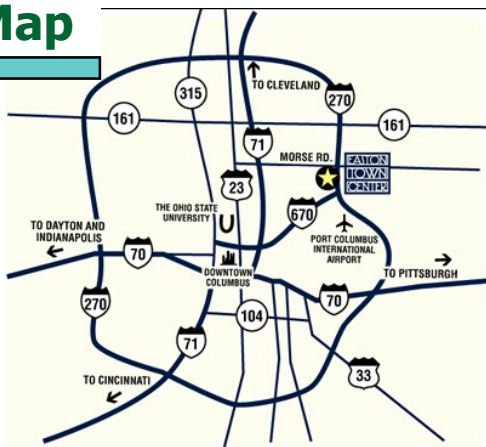 Map
315
TO CLEVELAND
270
161
161
71
MORSE RD.
EASTON
TOWN
CENTER
23
THE OHIO STATE
UNIVERSITY
670
TO DAYTON AND
INDIANAPOLIS
PORT COLUMBUS
INTERNATIONAL
AIRPORT
70
DOWNTOWN
COLUMBUS
TO PITTSBURGH
270
70
104
71
33
TO CINCINNATI